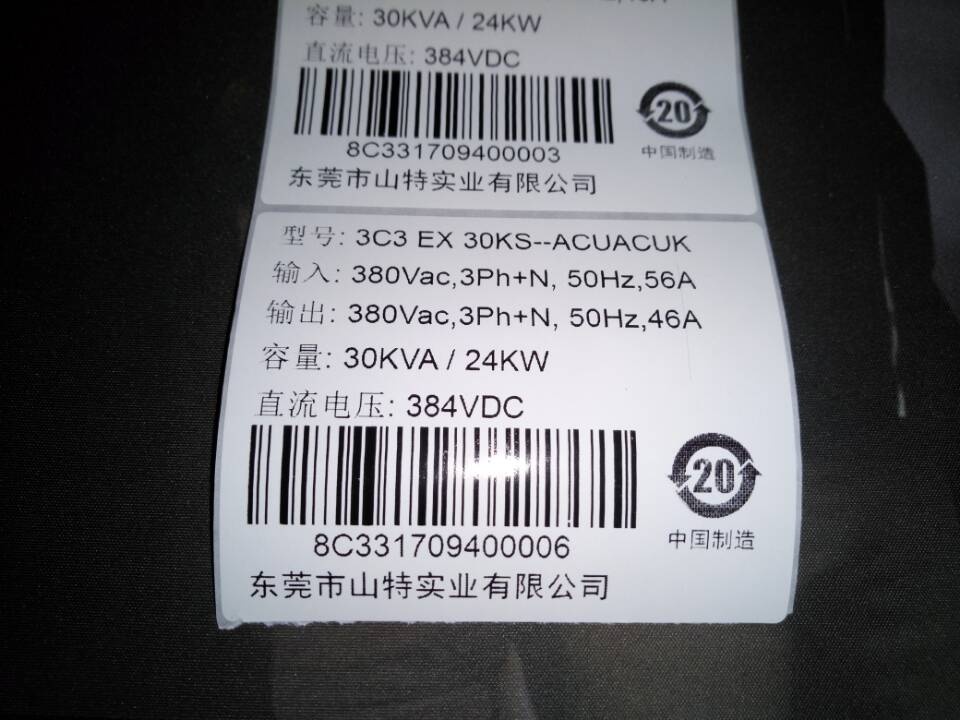 容量: 30KVA / 24KW
直流电压: 384VDC
20
8C331709400003
中国制造
东莞市山特实业有限公司
型号: 3C3 EX 30KS--ACUACUK
输入: 380Vac,3Ph+N, 50Hz,56A
输出: 380Vac,3Ph+N, 50Hz,46A
容量: 30KVA / 24KW
直流电压: 384VDC
20
8C331709400006
中国制造
东莞市山特实业有限公司